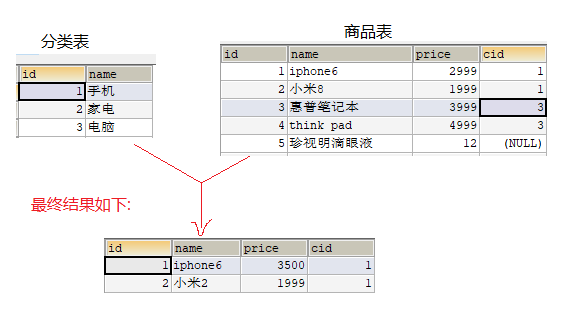 分类表
id name
1 手机
2 家电
3 电脑
商品表
id name price cid
1 iphone6 2999 1
2 小米8 1999 1
3 惠普笔记本 3999 3
4 think pad 4999 3
5 珍视明滴眼液 12 (NULL)
最终结果如下:
id name price cid
1 iphone6 3500 1
2 小米2 1999 1